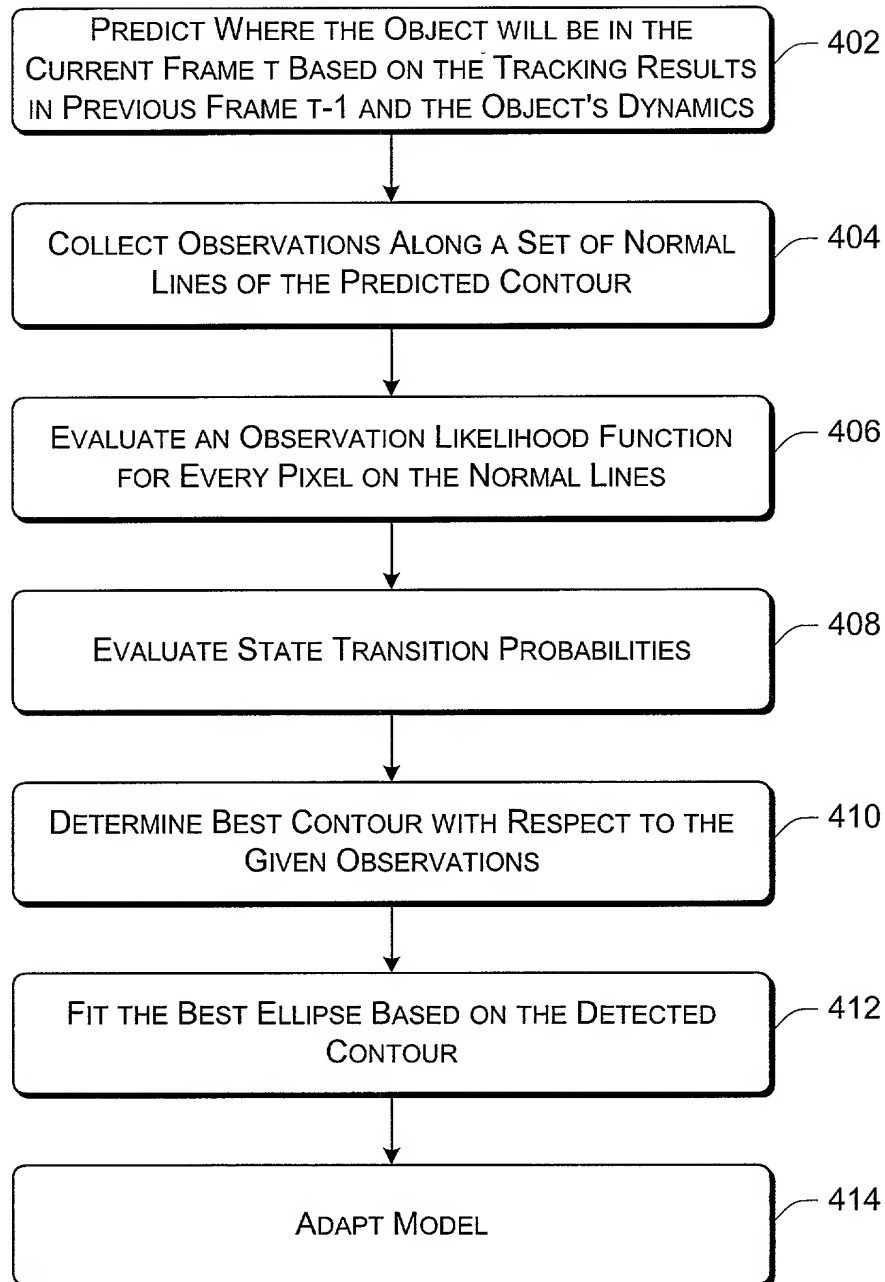 PREDICT WHERE THE OBJECT WILL BE IN THE
CURRENT FRAME T BASED ON THE TRACKING RESULTS
IN PREVIOUS FRAME T-1 AND THE OBJECT'S DYNAMICS
402
COLLECT OBSERVATIONS ALONG A SET OF NORMAL
LINES OF THE PREDICTED CONTOUR
404
EVALUATE AN OBSERVATION LIKELIHOOD FUNCTION
FOR EVERY PIXEL ON THE NORMAL LINES
406
EVALUATE STATE TRANSITION PROBABILITIES
408
DETERMINE BEST CONTOUR WITH RESPECT TO THE
GIVEN OBSERVATIONS
410
FIT THE BEST ELLIPSE BASED ON THE DETECTED
CONTOUR
412
ADAPT MODEL
414